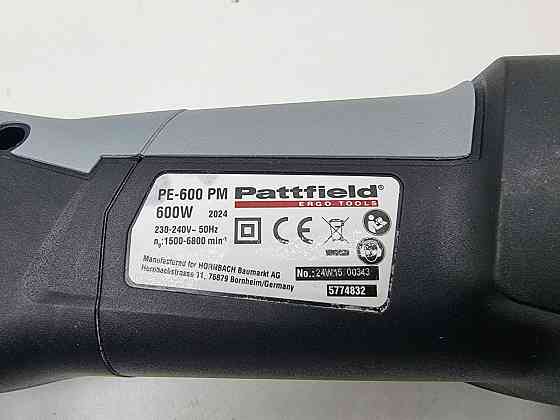 PE-600 PM
Pattfield®
ERGO TOOLS
600W 2024
230-240V~ 50Hz
n₀:1500-6800 min⁻¹
CE
Manufactured for HORNBACH Baumarkt AG
Hornbachstrasse 11, 76879 Bornheim/Germany
No.: 24W15 00343
5774832